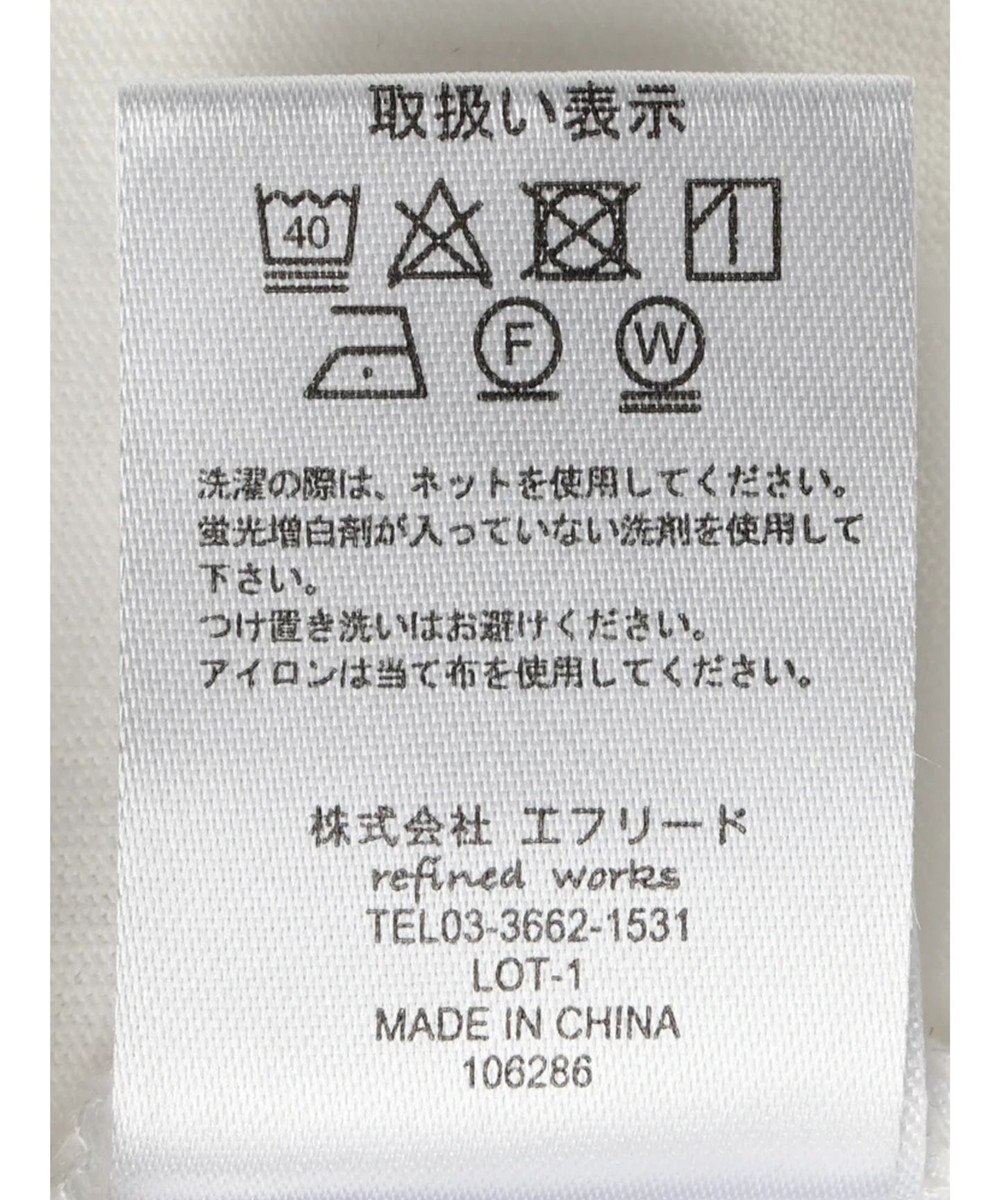 取扱い表示
40
F W
洗濯の際は、ネットを使用してください。
蛍光増白剤が入っていない洗剤を使用して
下さい。
つけ置き洗いはお避けください。
アイロンは当て布を使用してください。
株式会社 エフリード
refined works
TEL03-3662-1531
LOT-1
MADE IN CHINA
106286